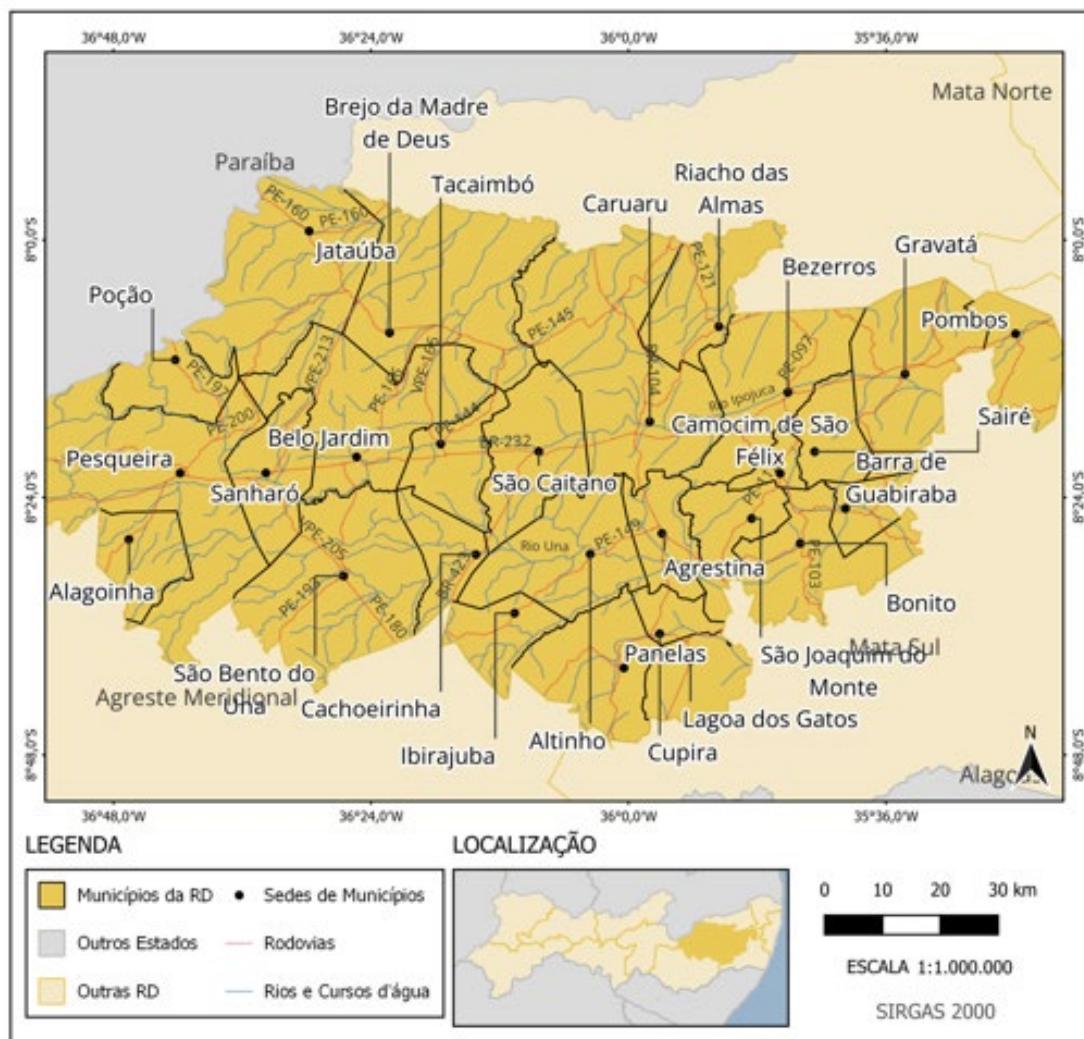 36°48,0'W 36°24,0'W 36°0,0'W 35°36,0'W
Mata Norte
Brejo da Madre
de Deus
Paraíba
Tacaimbó
Riacho das
Almas
Caruaru
PE-160
PE-160
8°0,0'S
8°0,0'S
Jataúba
Gravatá
PE-121
Bezerros
Poção
Pombos
PE-145
VPE-213
PE-097
PE-197
Rio Ipojuca
PE-200
Sairé
PE-144
Camocim de São
Félix
Belo Jardim
BR-232
Pesqueira
Barra de
Guabiraba
Sanharó
São Caitano
8°24,0'S
8°24,0'S
VPE-205
PE-149
Rio Una
Alagoinha
Agrestina
PE-103
BR-423
Bonito
PE-180
Mata Sul
São Bento do
Una
Panelas
São Joaquim do
Monte
Agreste Meridional
Cachoeirinha
Lagoa dos Gatos
Altinho
Ibirajuba
Cupira
N
8°48,0'S
8°48,0'S
Alagoas
36°48,0'W 36°24,0'W 36°0,0'W 35°36,0'W
LEGENDA
Municípios da RD
Sedes de Municípios
Outros Estados
Rodovias
Outras RD
Rios e Cursos d'água
LOCALIZAÇÃO
0 10 20 30 km
ESCALA 1:1.000.000
SIRGAS 2000